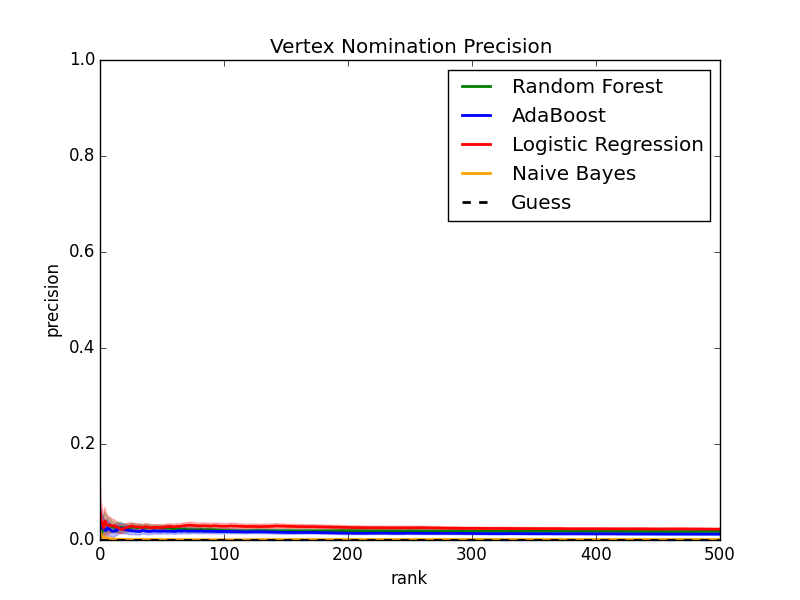 Vertex Nomination Precision
1.0
0.8
0.6
0.4
0.2
0.0
precision
Random Forest
AdaBoost
Logistic Regression
Naive Bayes
Guess
0 100 200 300 400 500
rank